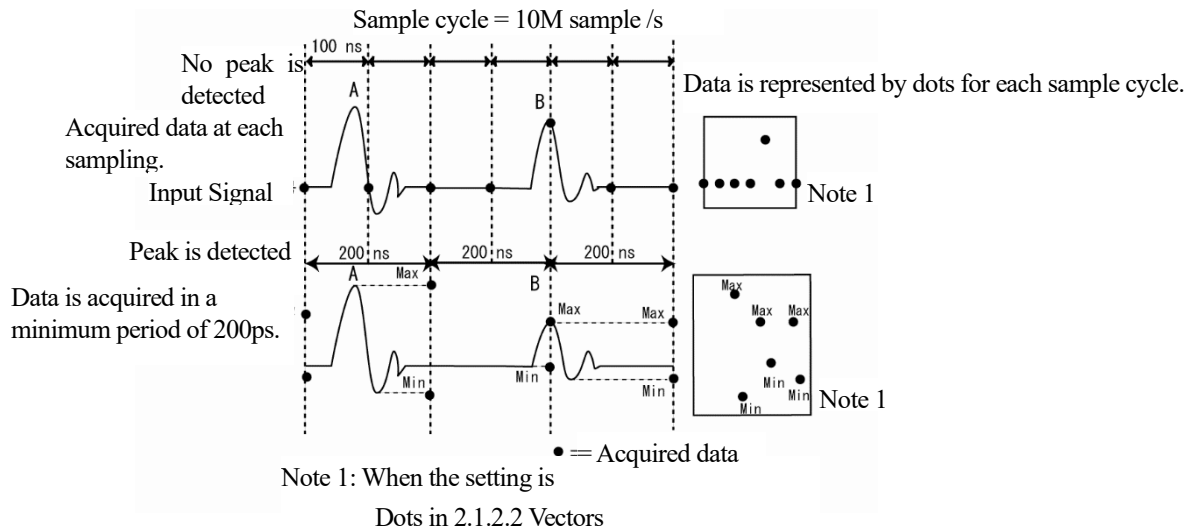 Sample cycle = 10M sample /s
100 ns
No peak is
detected
A
B
Data is represented by dots for each sample cycle.
Acquired data at each
sampling.
Input Signal
Note 1
Peak is detected
200 ns
200 ns
200 ns
A
Max
B
Max
Max
Min
Min
Min
Data is acquired in a
minimum period of 200ps.
Max
Max
Max
Min
Min
Min
Note 1
● == Acquired data
Note 1: When the setting is
Dots in 2.1.2.2 Vectors